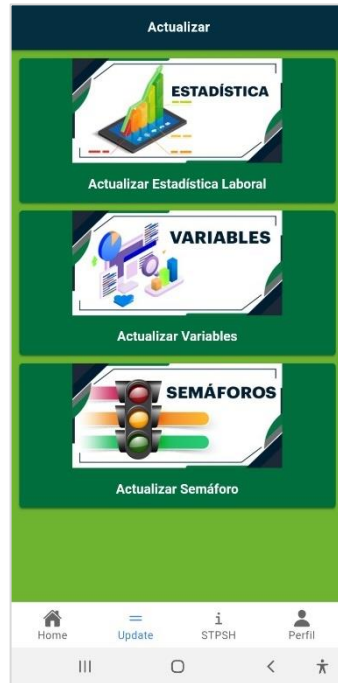 Actualizar
ESTADÍSTICA
Actualizar Estadística Laboral
VARIABLES
Actualizar Variables
SEMÁFOROS
Actualizar Semáforo
Home
Update
STPSH
Perfil